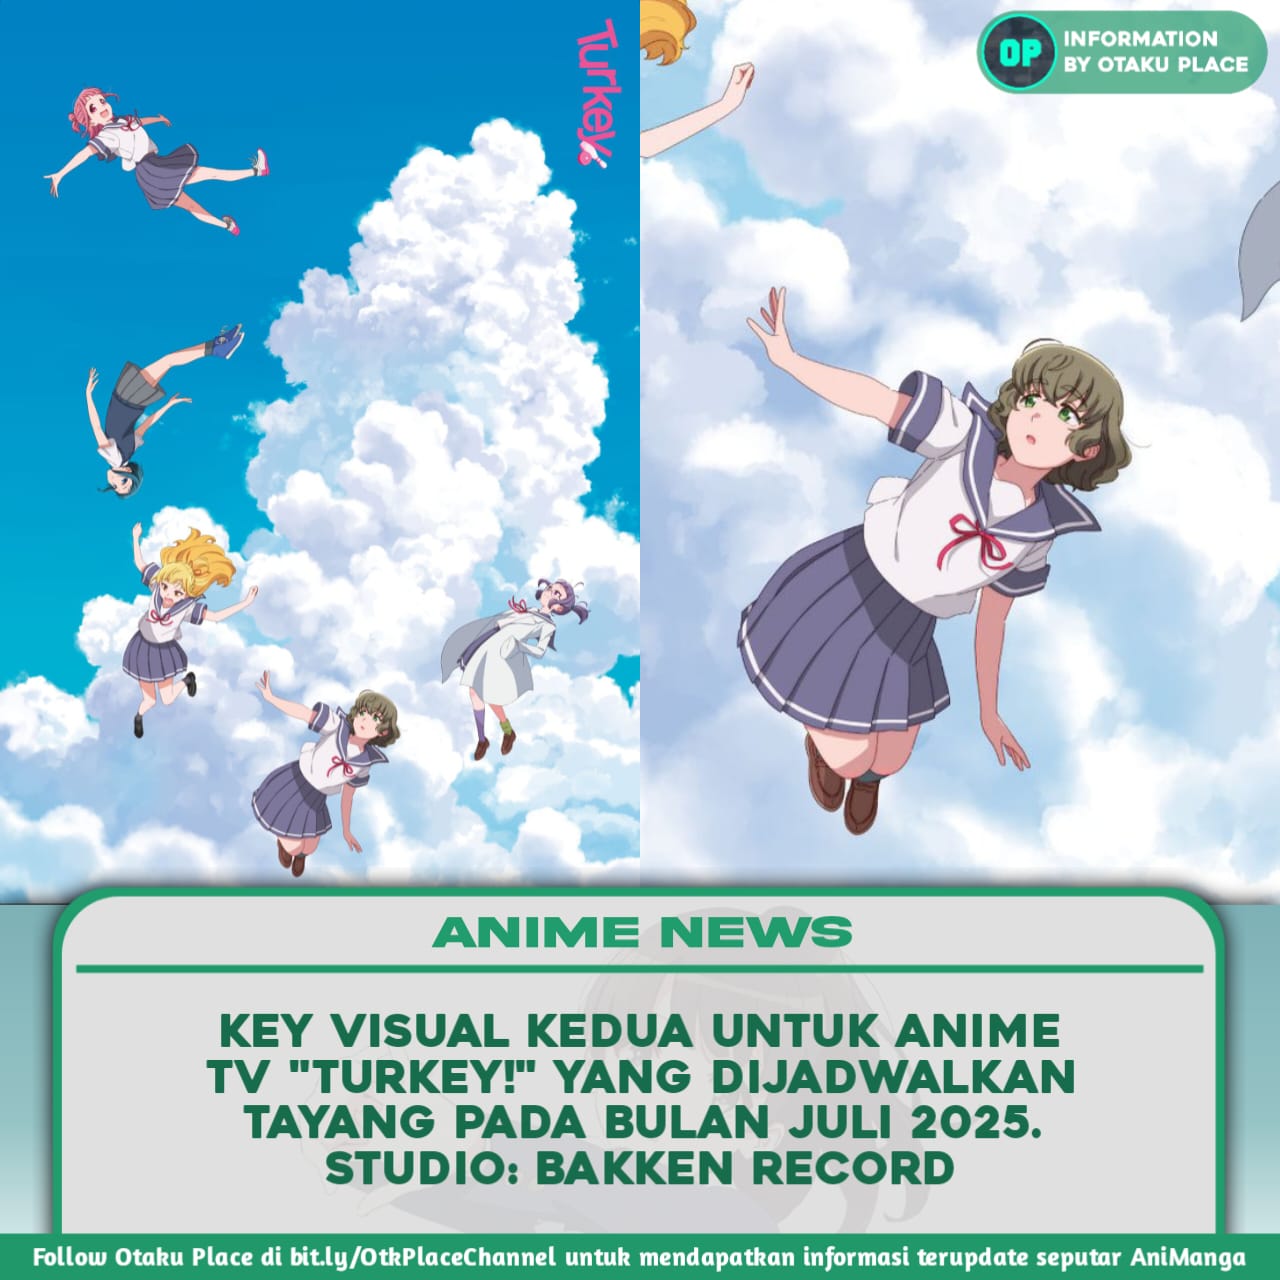 Turkey!
OP
INFORMATION
BY OTAKU PLACE
ANIME NEWS
KEY VISUAL KEDUA UNTUK ANIME
TV "TURKEY!" YANG DIJADWALKAN
TAYANG PADA BULAN JULI 2025.
STUDIO: BAKKEN RECORD
Follow Otaku Place di bit.ly/OtkPlaceChannel untuk mendapatkan informasi terupdate seputar AniManga